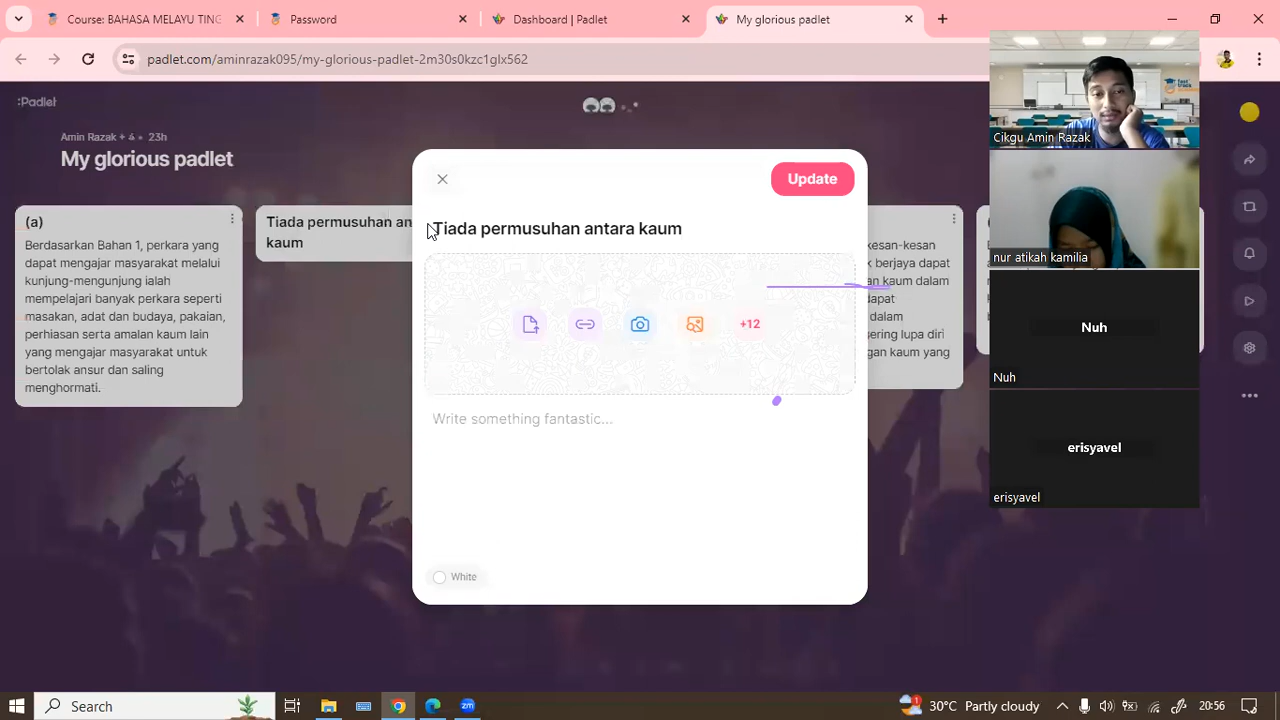 Course: BAHASA MELAYU TING
Password
Dashboard | Padlet
My glorious padlet
padlet.com/aminrazak095/my-glorious-padlet-2m30s0kzc1glx562
:Padlet
Amin Razak + 4 • 23h
My glorious padlet
(a)
Berdasarkan Bahan 1, perkara yang
dapat mengajar masyarakat melalui
kunjung-mengunjung ialah
mempelajari banyak perkara seperti
masakan, adat dan budaya, pakaian,
perhiasan serta amalan kaum lain
yang mengajar masyarakat untuk
bertolak ansur dan saling
menghormati.
Tiada permusuhan an
kaum
Update
Tiada permusuhan antara kaum
+12
Write something fantastic...
White
kesan-kesan
k berjaya dapat
n kaum dalam
dapat
dalam
ering lupa diri
gan kaum yang
Cikgu Amin Razak
nur atikah kamilia
Nuh
Nuh
erisyavel
erisyavel
Search
1
30°C Partly cloudy
20:56